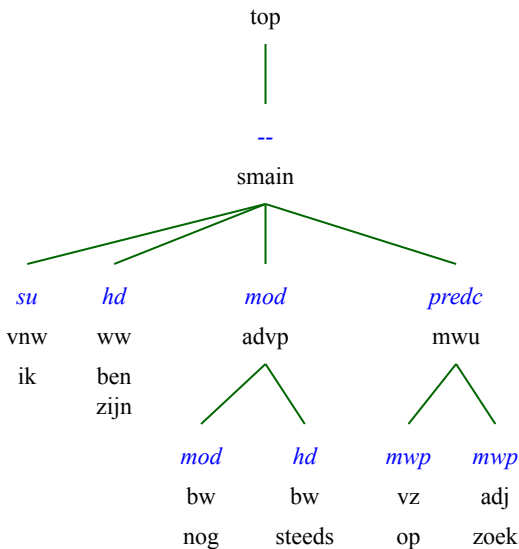 top
--
smain
su hd mod predc
vnw ww advp mwu
ik ben
zijn
mod hd mwp mwp
bw bw vz adj
nog steeds op zoek